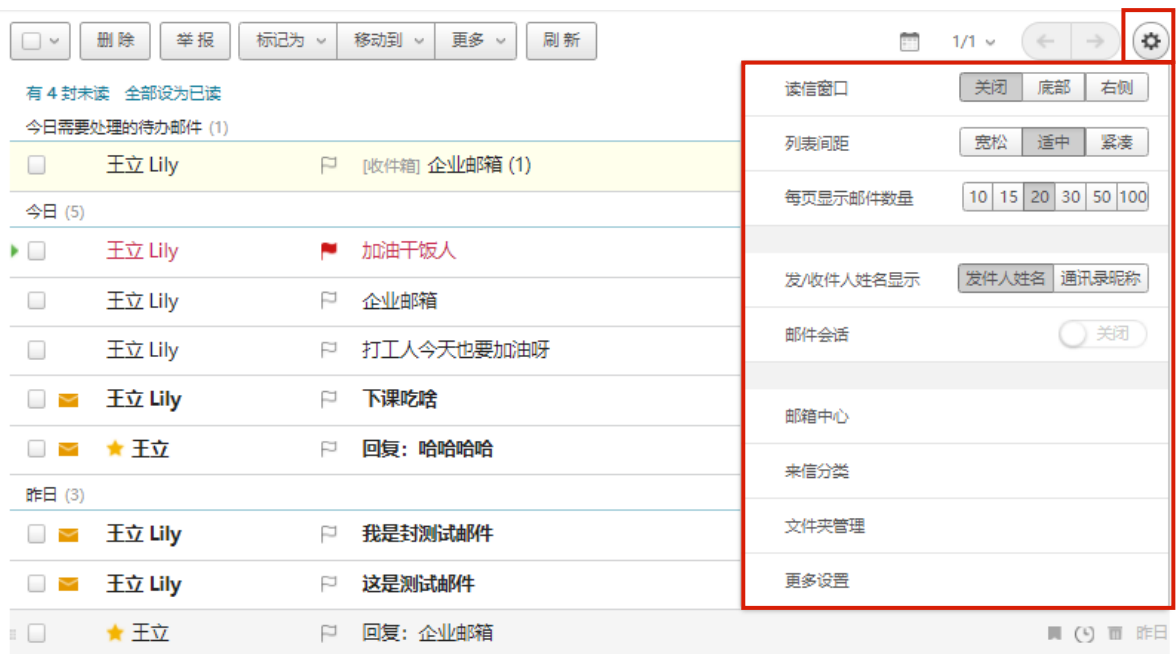 删 除 举 报 标记为 移动到 更多 刷 新 1/1
有 4 封未读 全部设为已读
今日需要处理的待办邮件 (1)
王立 Lily [收件箱] 企业邮箱 (1)
今日 (5)
王立 Lily 加油干饭人
王立 Lily 企业邮箱
王立 Lily 打工人今天也要加油呀
王立 Lily 下课吃啥
王立 回复：哈哈哈哈
昨日 (3)
王立 Lily 我是封测试邮件
王立 Lily 这是测试邮件
王立 回复：企业邮箱 昨日
读信窗口 关闭 底部 右侧
列表间距 宽松 适中 紧凑
每页显示邮件数量 10 15 20 30 50 100
发/收件人姓名显示 发件人姓名 通讯录昵称
邮件会话 关闭
邮箱中心
来信分类
文件夹管理
更多设置